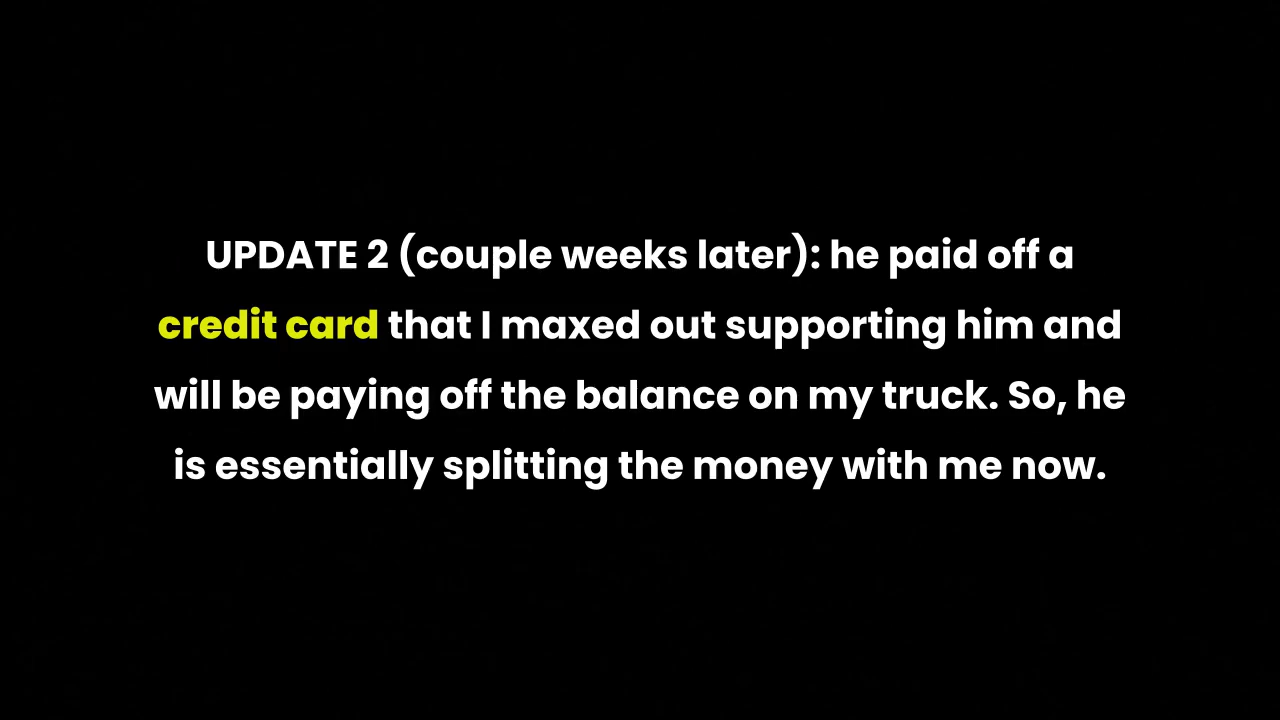 UPDATE 2 (couple weeks later): he paid off a
credit card that I maxed out supporting him and
will be paying off the balance on my truck. So, he
is essentially splitting the money with me now.